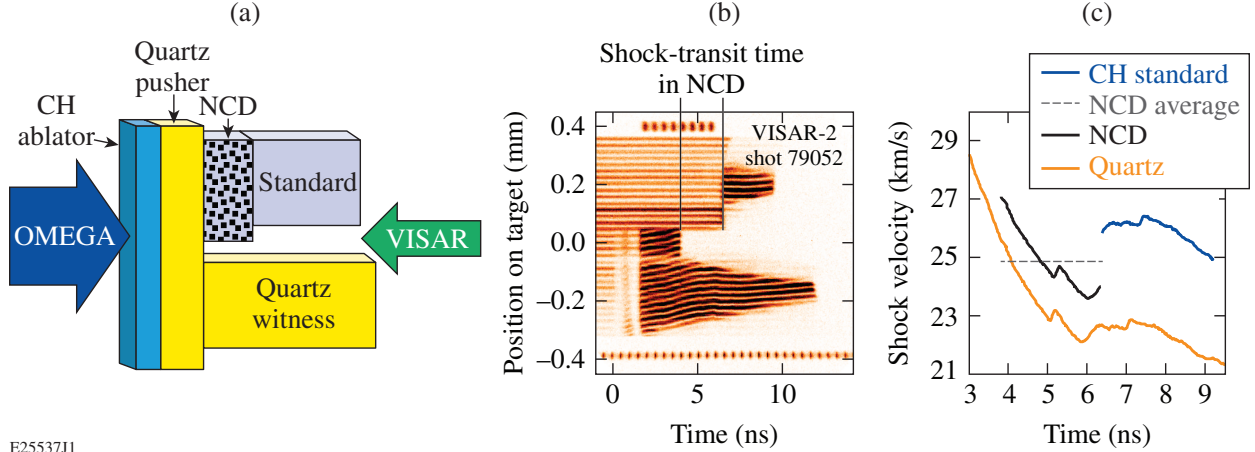 (a)
Quartz
pusher
CH
ablator
NCD
Standard
OMEGA
VISAR
Quartz
witness
E25537J1
(b)
Shock-transit time
in NCD
VISAR-2
shot 79052
Position on target (mm)
0.4
0.2
0.0
–0.2
–0.4
0 5 10
Time (ns)
(c)
CH standard
NCD average
NCD
Quartz
Shock velocity (km/s)
29
27
25
23
21
3 4 5 6 7 8 9
Time (ns)